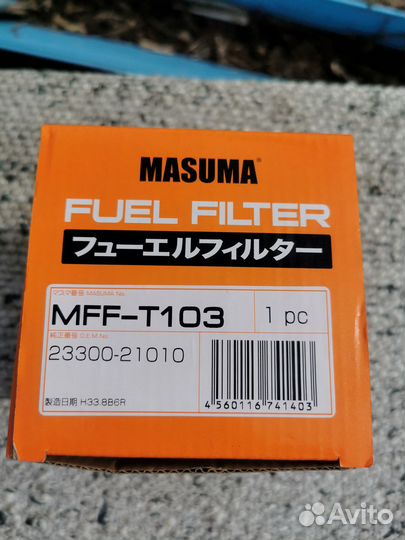 MASUMA®
FUEL FILTER
フューエルフィルター
マスマ番号 MASUMA No.
MFF-T103
1 pc
純正番号 O.E.M.No.
23300-21010
製造日期 H33.8B6R
4 560116 741403
Avito